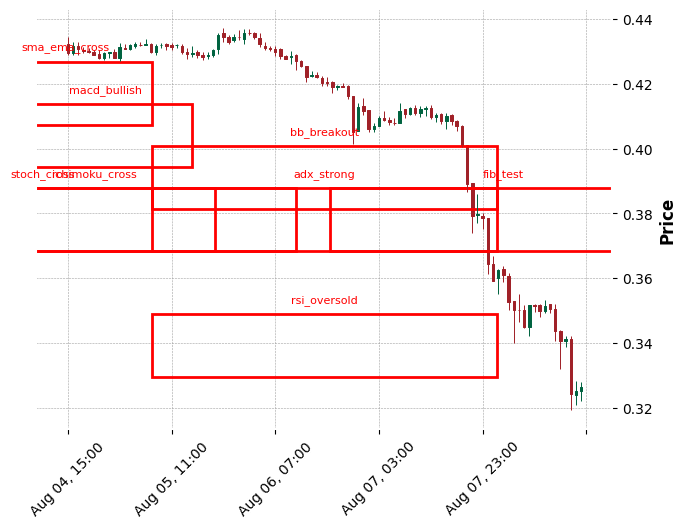 0.44
sma_ema_cross
macd_bullish
0.42
bb_breakout
0.40
stoch_cross
ichimoku_cross
adx_strong
fib_test
0.38
Price
0.36
rsi_oversold
0.34
0.32
Aug 04, 15:00
Aug 05, 11:00
Aug 06, 07:00
Aug 07, 03:00
Aug 07, 23:00